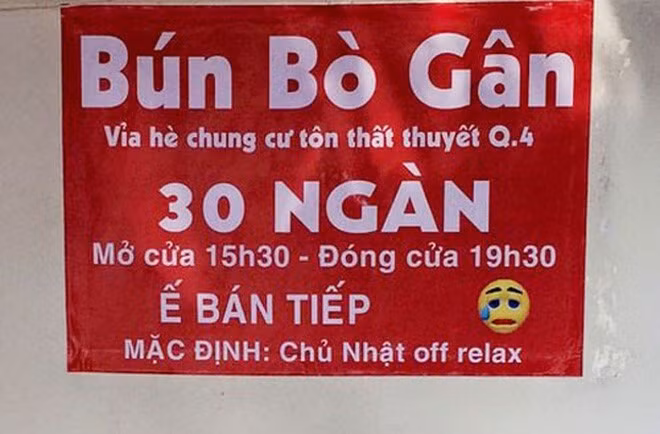 Bún Bò Gân
Vỉa hè chung cư tôn thất thuyết Q.4
30 NGÀN
Mở cửa 15h30 - Đóng cửa 19h30
Ế BÁN TIẾP
MẶC ĐỊNH: Chủ Nhật off relax